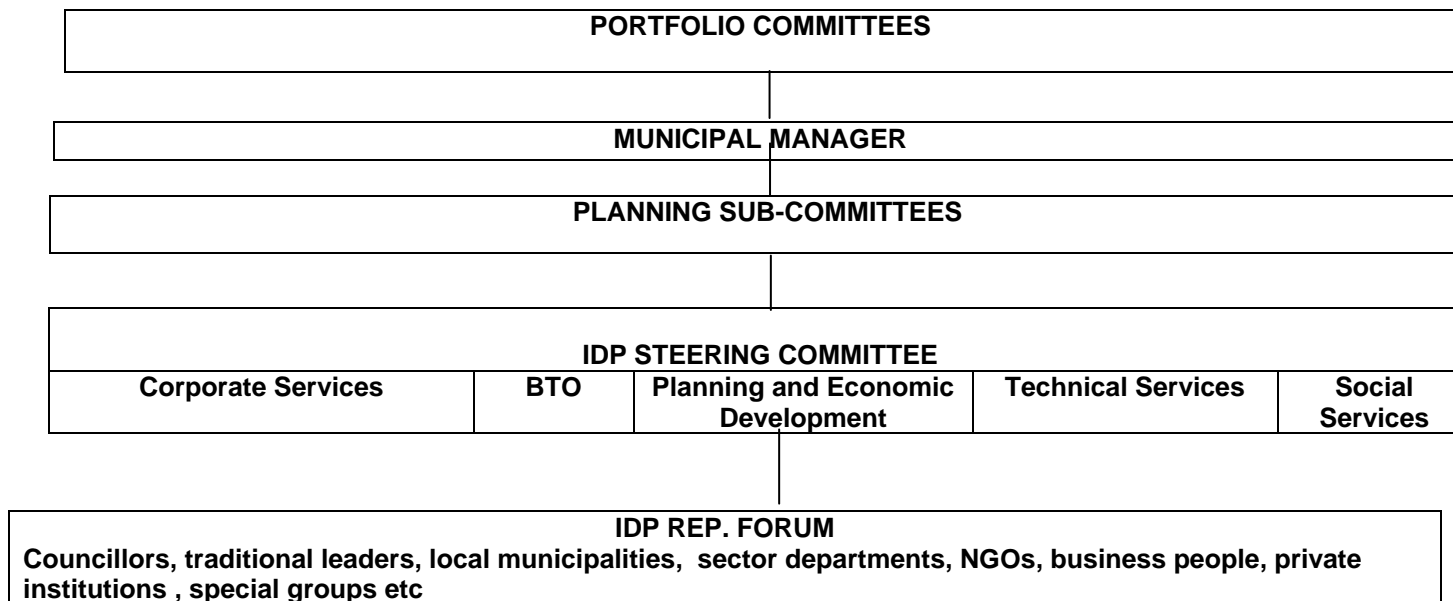 PORTFOLIO COMMITTEES
MUNICIPAL MANAGER
PLANNING SUB-COMMITTEES
IDP STEERING COMMITTEE
Corporate Services
BTO
Planning and Economic
Development
Technical Services
Social
Services
IDP REP. FORUM
Councillors, traditional leaders, local municipalities, sector departments, NGOs, business people, private
institutions , special groups etc